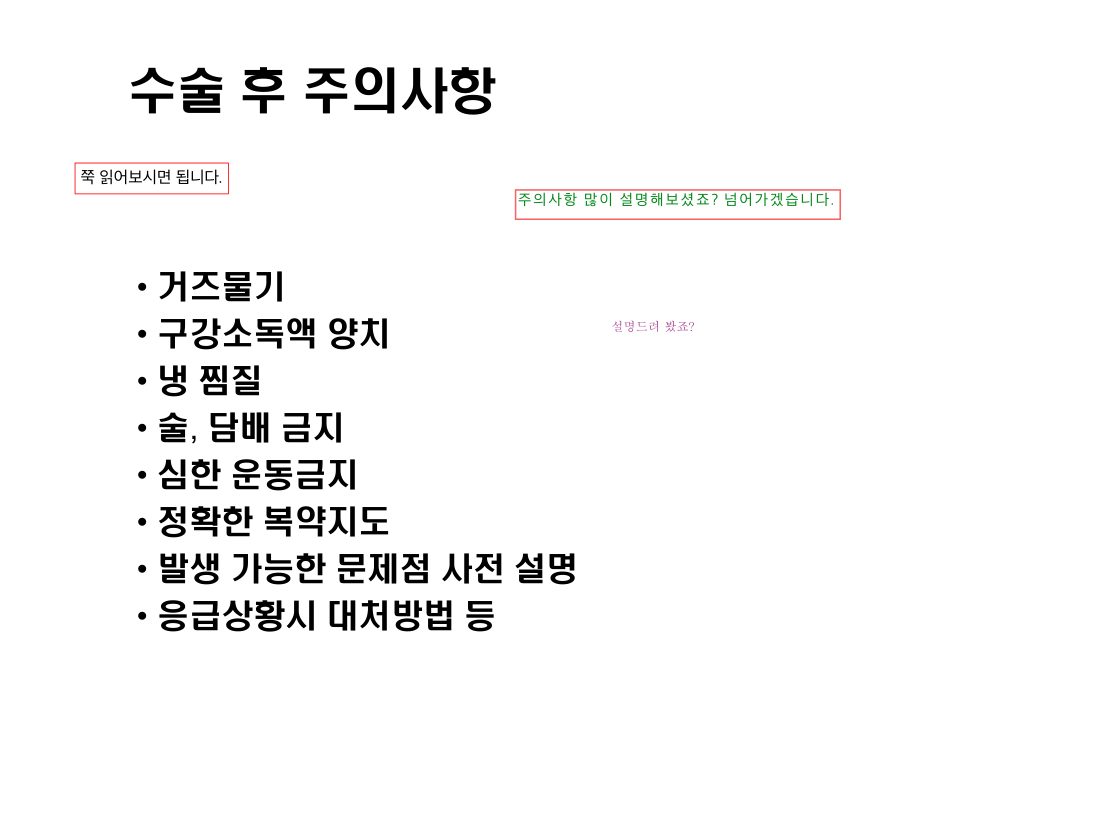 수술 후 주의사항
쭉 읽어보시면 됩니다.
주의사항 많이 설명해보셨죠? 넘어가겠습니다.
• 거즈물기
• 구강소독액 양치
설명드려 봤죠?
• 냉 찜질
• 술, 담배 금지
• 심한 운동금지
• 정확한 복약지도
• 발생 가능한 문제점 사전 설명
• 응급상황시 대처방법 등